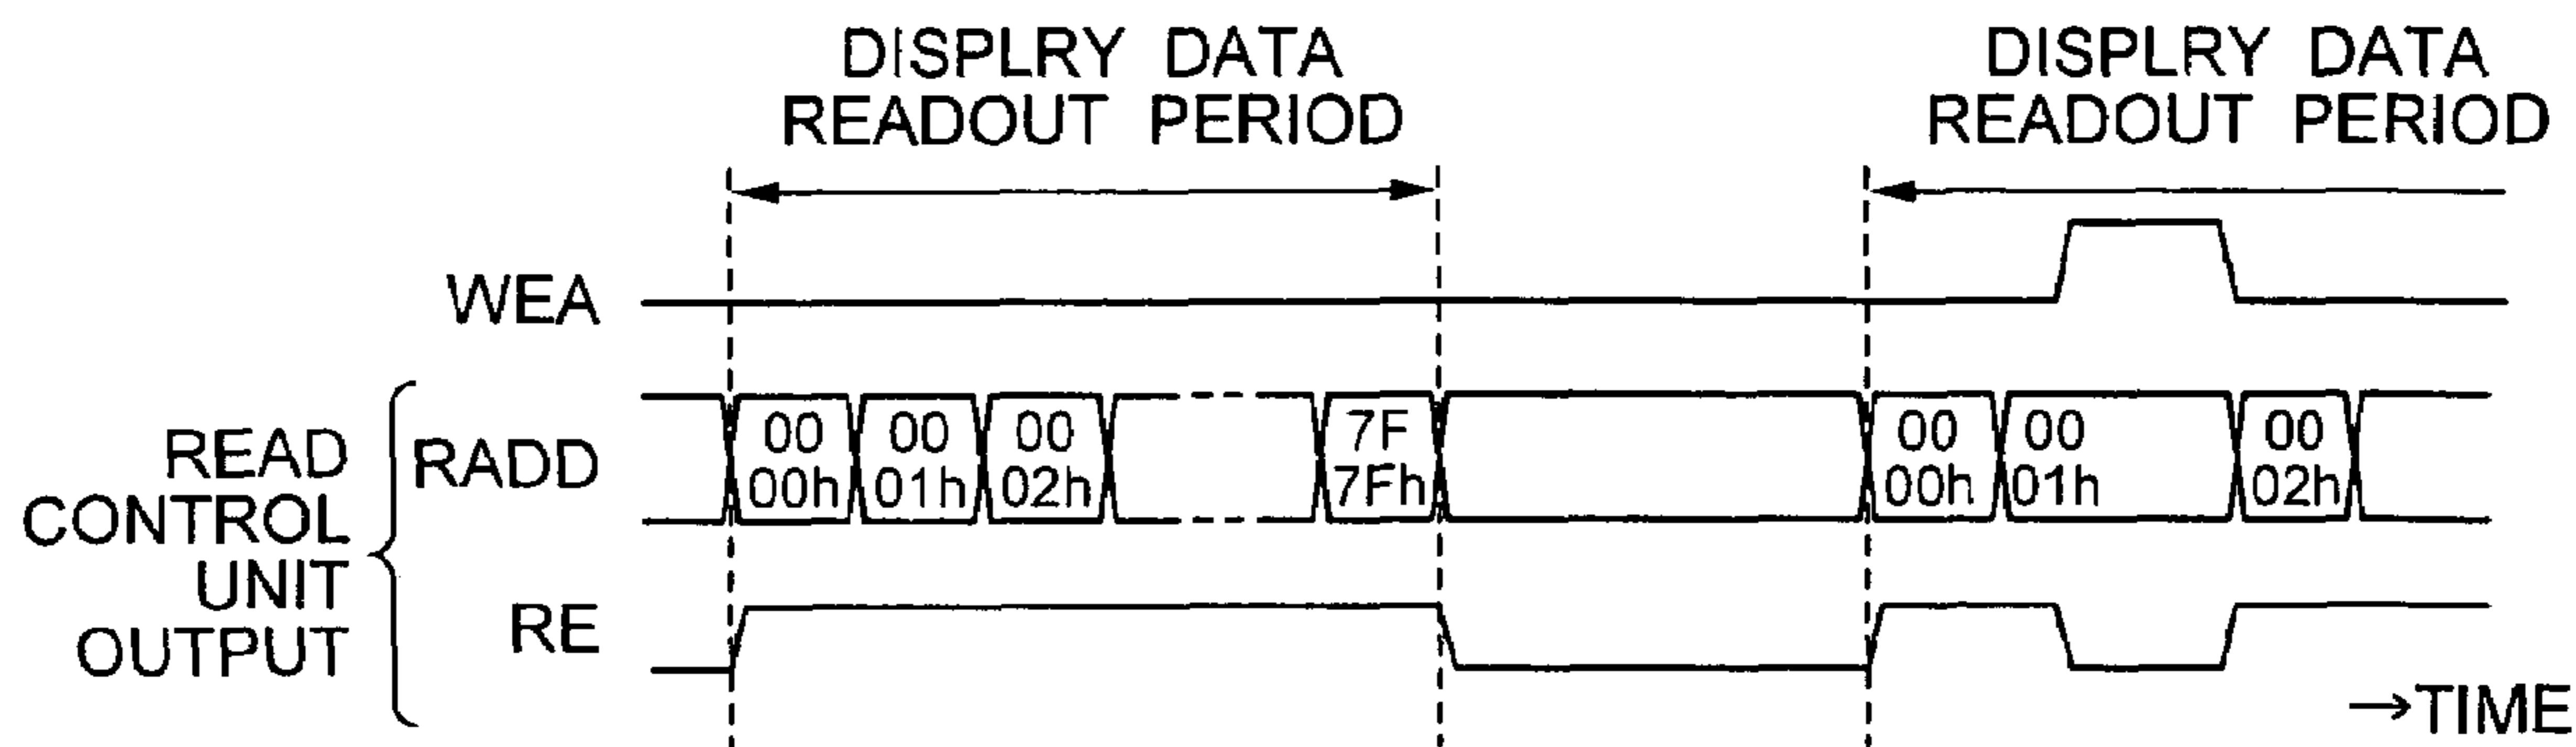 DISPLRY DATA
READOUT PERIOD
DISPLRY DATA
READOUT PERIOD
WEA
READ
CONTROL
UNIT
OUTPUT
RADD
00
00h
00
01h
00
02h
7F
7Fh
00
00h
00
01h
00
02h
RE
→TIME